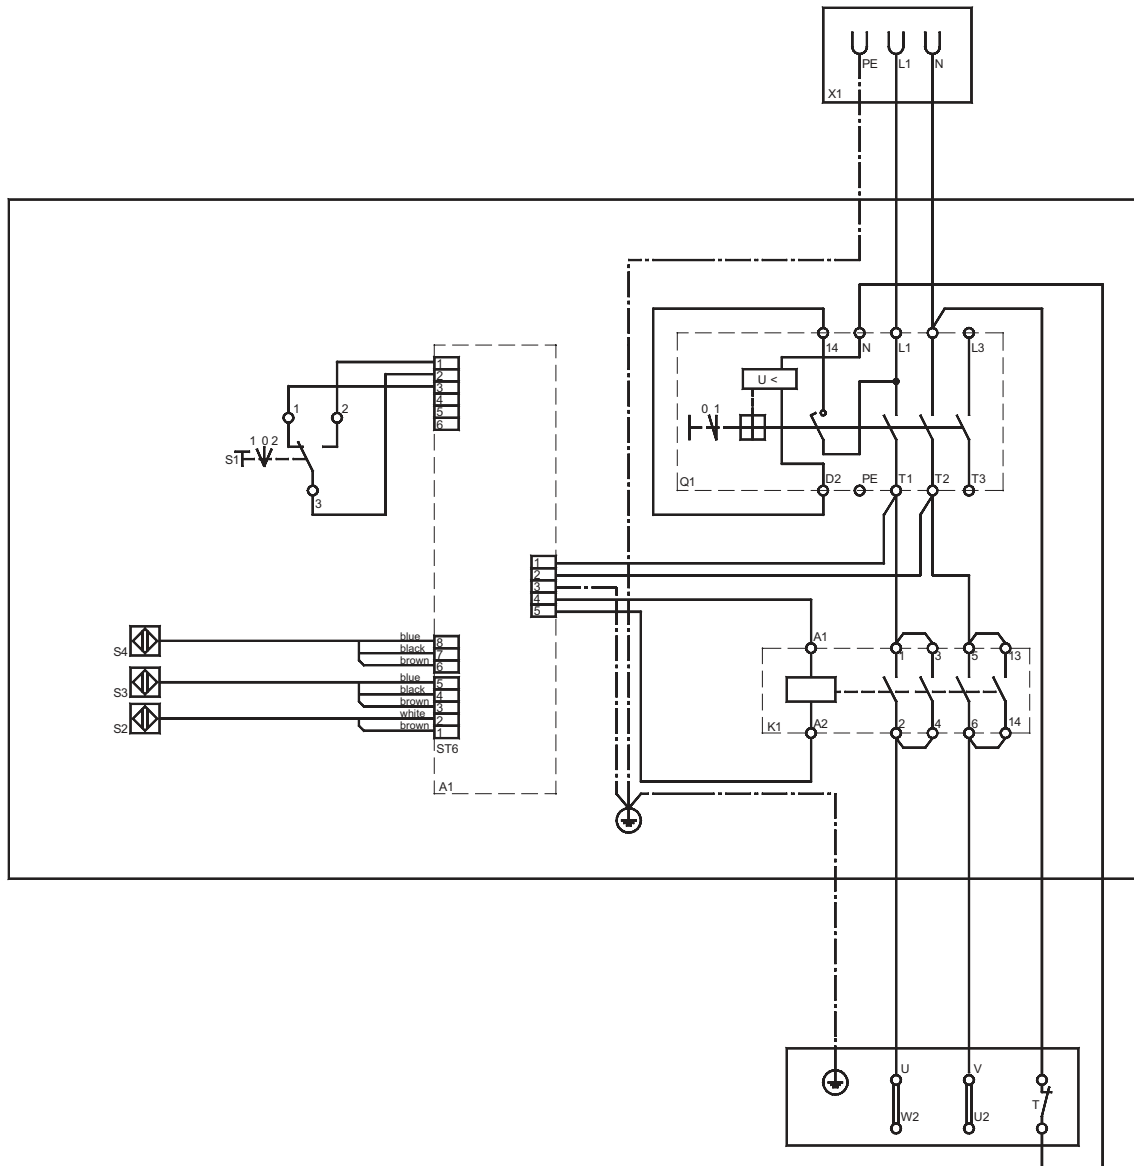 PE L1 N
X1
14 N L1 L3
U <
0 1
Q1
D2 PE T1 T2 T3
1
2
3
4
5
6
1 2
1 0 2
S1
3
1
2
3
4
5
A1
1 3 5 13
K1
A2
2 4 6 14
S4
blue 8
black 7
brown 6
S3
blue 5
black 4
brown 3
S2
white 2
brown 1
ST6
A1
U V
T
W2 U2